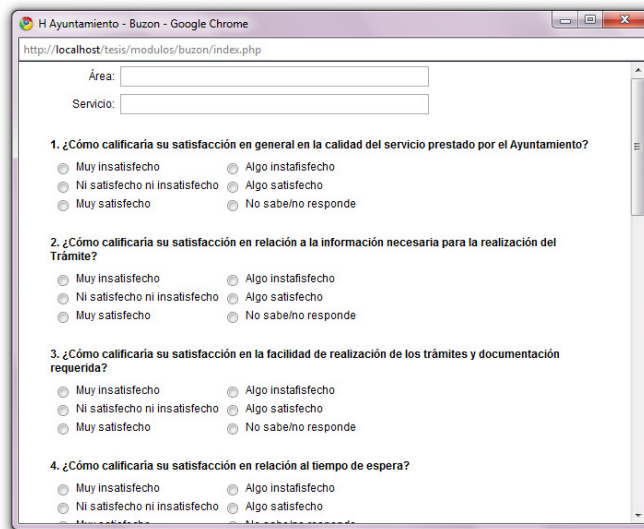 H Ayuntamiento - Buzon - Google Chrome
http://localhost/tesis/modulos/buzon/index.php
Área:
Servicio:
1. ¿Cómo calificaría su satisfacción en general en la calidad del servicio prestado por el Ayuntamiento?
Muy insatisfecho Algo instafisfecho
Ni satisfecho ni insatisfecho Algo satisfecho
Muy satisfecho No sabe/no responde
2. ¿Cómo calificaría su satisfacción en relación a la información necesaria para la realización del
Trámite?
Muy insatisfecho Algo instafisfecho
Ni satisfecho ni insatisfecho Algo satisfecho
Muy satisfecho No sabe/no responde
3. ¿Cómo calificaría su satisfacción en la facilidad de realización de los trámites y documentación
requerida?
Muy insatisfecho Algo instafisfecho
Ni satisfecho ni insatisfecho Algo satisfecho
Muy satisfecho No sabe/no responde
4. ¿Cómo calificaría su satisfacción en relación al tiempo de espera?
Muy insatisfecho Algo instafisfecho
Ni satisfecho ni insatisfecho Algo satisfecho
Muy satisfecho No sabe/no responde